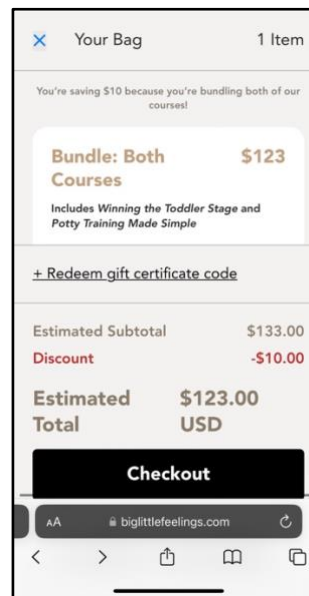 Your Bag 1 Item
You're saving $10 because you're bundling both of our
courses!
Bundle: Both $123
Courses
Includes Winning the Toddler Stage and
Potty Training Made Simple
+ Redeem gift certificate code
Estimated Subtotal $133.00
Discount -$10.00
Estimated $123.00
Total USD
Checkout
AA biglittlefeelings.com